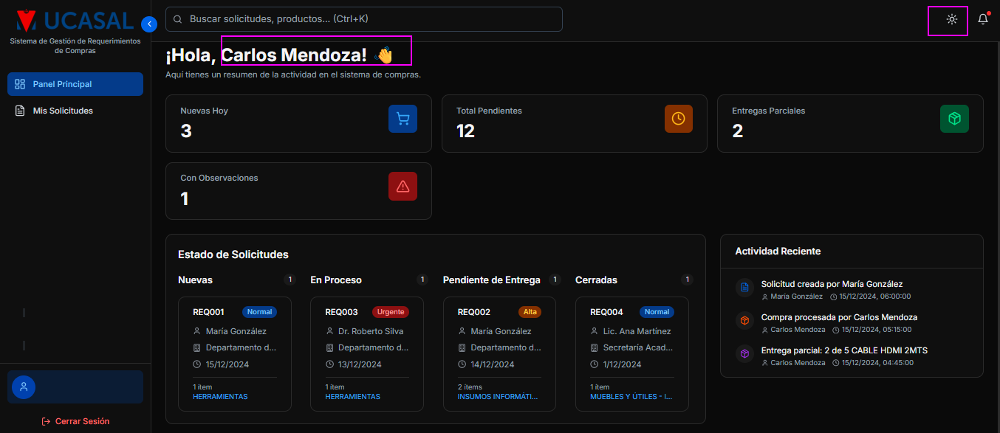 UCASAL
Sistema de Gestión de Requerimientos
de Compras
Panel Principal
Mis Solicitudes
Cerrar Sesión
Buscar solicitudes, productos... (Ctrl+K)
¡Hola, Carlos Mendoza! 👋
Aquí tienes un resumen de la actividad en el sistema de compras.
Nuevas Hoy
3
Total Pendientes
12
Entregas Parciales
2
Con Observaciones
1
Estado de Solicitudes
Nuevas 1
REQ001 Normal
María González
Departamento d...
15/12/2024
1 ítem
HERRAMIENTAS
En Proceso 1
REQ003 Urgente
Dr. Roberto Silva
Departamento d...
13/12/2024
1 ítem
HERRAMIENTAS
Pendiente de Entrega 1
REQ002 Alta
María González
Departamento d...
14/12/2024
2 ítems
INSUMOS INFORMÁTI...
Cerradas 1
REQ004 Normal
Lic. Ana Martínez
Secretaría Acad...
1/12/2024
1 ítem
MUEBLES Y ÚTILES - I...
Actividad Reciente
Solicitud creada por María González
María González 15/12/2024, 06:00:00
Compra procesada por Carlos Mendoza
Carlos Mendoza 15/12/2024, 05:15:00
Entrega parcial: 2 de 5 CABLE HDMI 2MTS
Carlos Mendoza 15/12/2024, 04:45:00